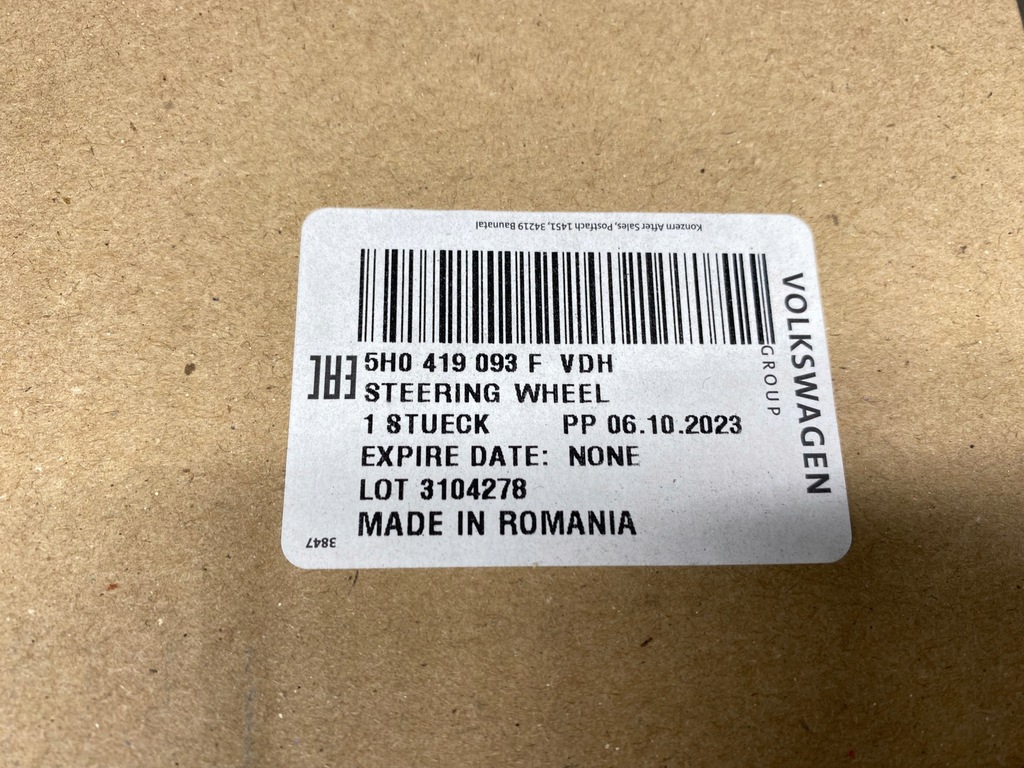 Konzern After Sales, Postfach 1451, 34219 Baunatal
VOLKSWAGEN
GROUP
EAC
5H0 419 093 F VDH
STEERING WHEEL
1 STUECK PP 06.10.2023
EXPIRE DATE: NONE
LOT 3104278
MADE IN ROMANIA
3847